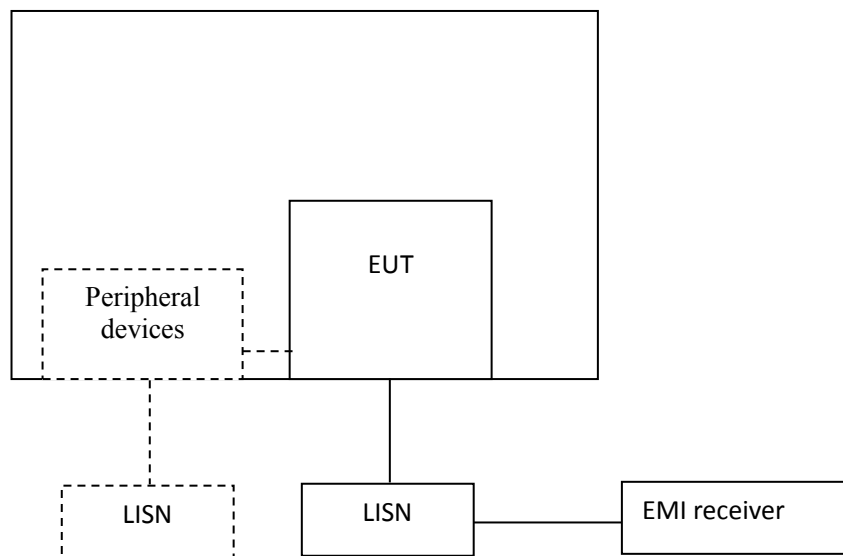 EUT
Peripheral
devices
LISN
LISN
EMI receiver